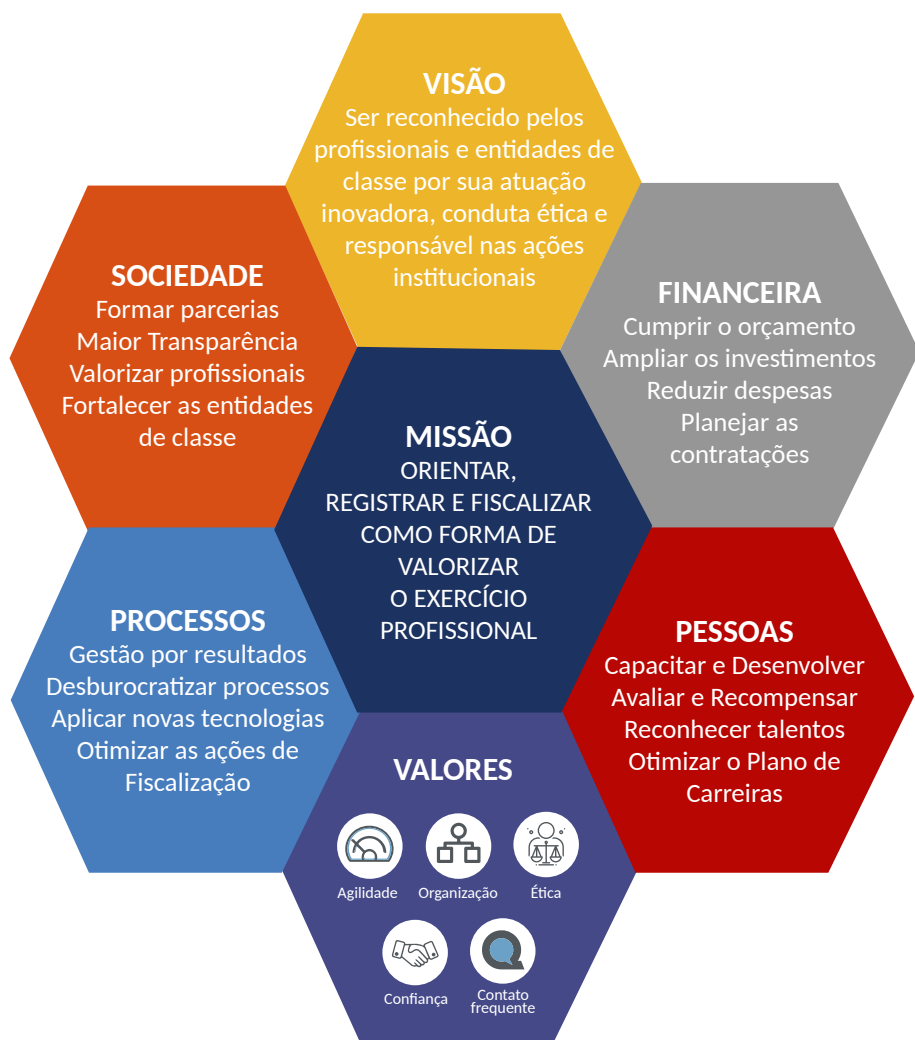 VISÃO
Ser reconhecido pelos
profissionais e entidades de
classe por sua atuação
inovadora, conduta ética e
responsável nas ações
institucionais
SOCIEDADE
Formar parcerias
Maior Transparência
Valorizar profissionais
Fortalecer as entidades
de classe
FINANCEIRA
Cumprir o orçamento
Ampliar os investimentos
Reduzir despesas
Planejar as
contratações
MISSÃO
ORIENTAR,
REGISTRAR E FISCALIZAR
COMO FORMA DE
VALORIZAR
O EXERCÍCIO
PROFISSIONAL
PROCESSOS
Gestão por resultados
Desburocratizar processos
Aplicar novas tecnologias
Otimizar as ações de
Fiscalização
PESSOAS
Capacitar e Desenvolver
Avaliar e Recompensar
Reconhecer talentos
Otimizar o Plano de
Carreiras
VALORES
Agilidade
Organização
Ética
Confiança
Contato
frequente